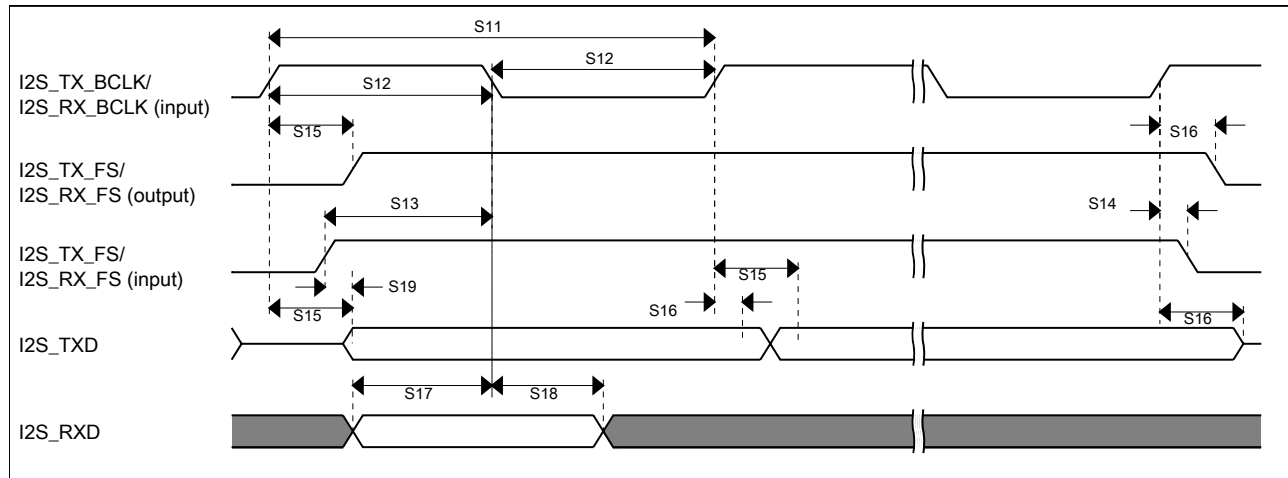 S11
I2S_TX_BCLK/
I2S_RX_BCLK (input)
S12
S12
S15
S16
I2S_TX_FS/
I2S_RX_FS (output)
S13
S14
I2S_TX_FS/
I2S_RX_FS (input)
S15
S19
S15
S16
S16
I2S_TXD
S17
S18
I2S_RXD